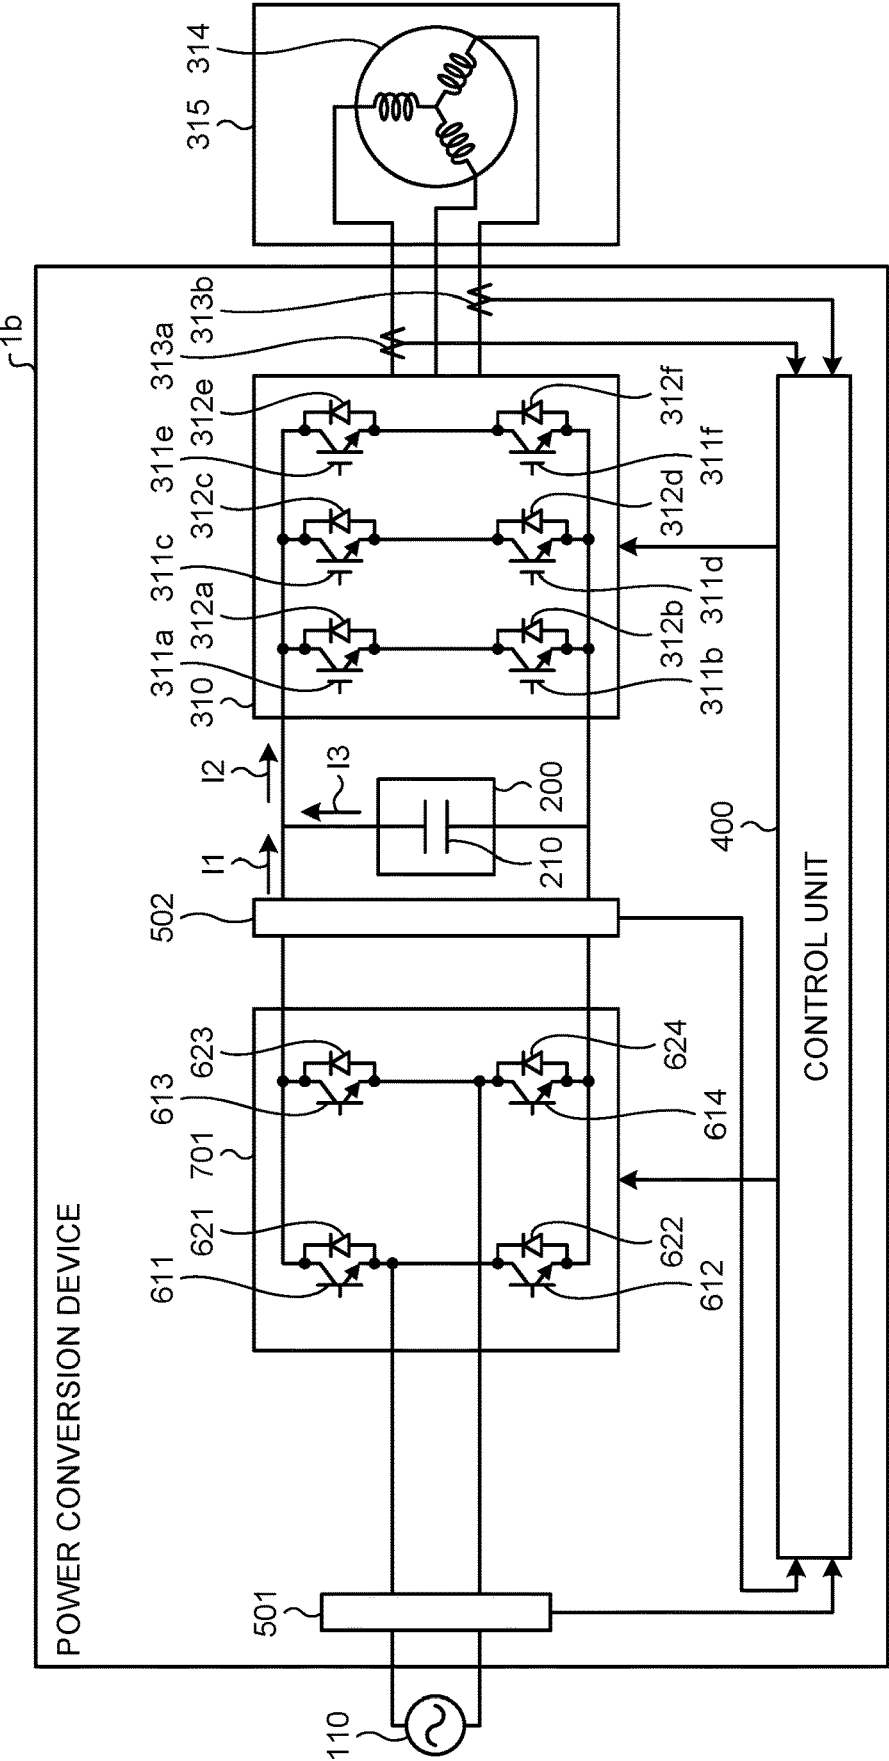 1b
POWER CONVERSION DEVICE
110
501
701
611
621
613
623
612
622
614
624
502
I1
I2
I3
200
210
310
311a
312a
311c
312c
311e
312e
311b
312b
311d
312d
311f
312f
313a
313b
315
314
400
CONTROL UNIT